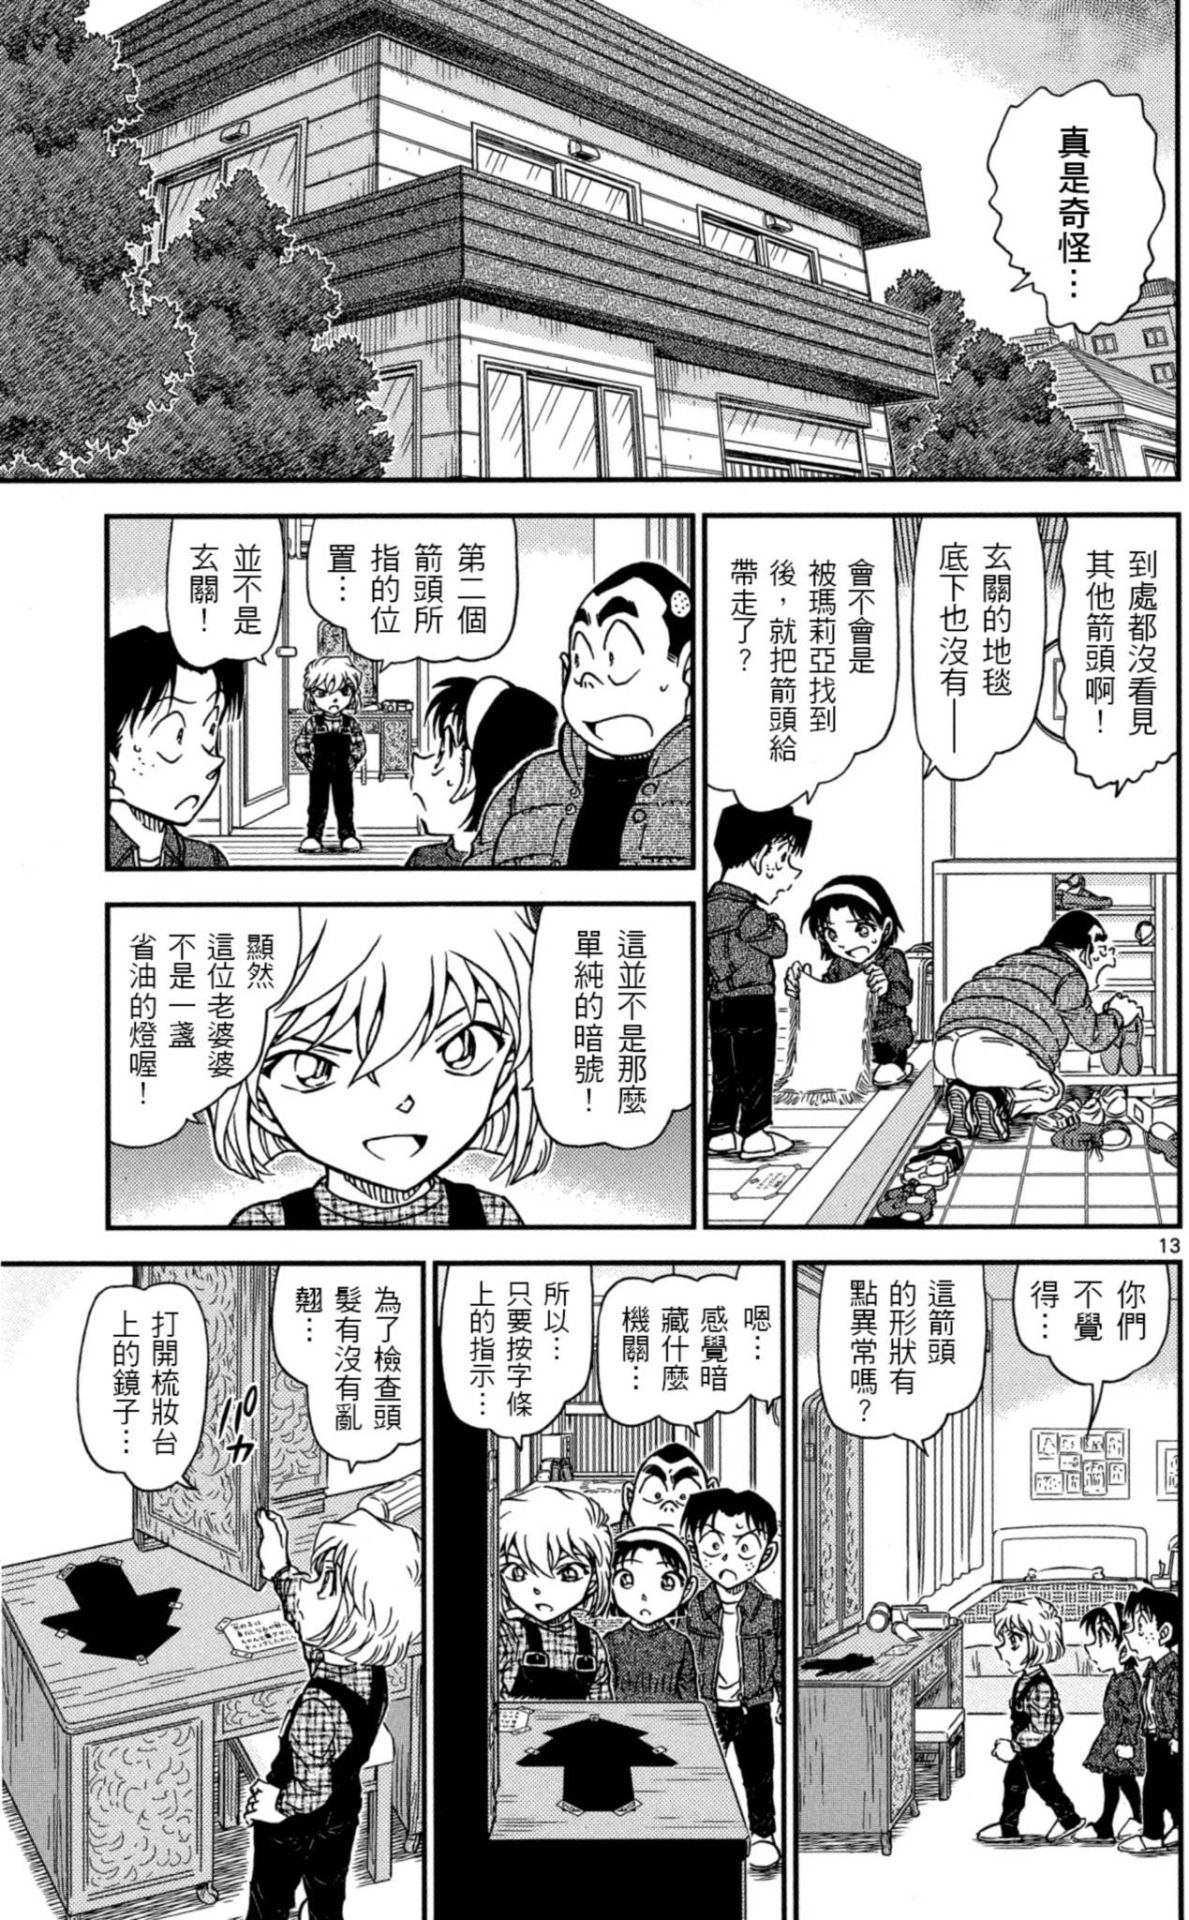 真是奇怪…
到處都沒看見
其他箭頭啊！
玄關的地毯
底下也沒有——
會不會是
被瑪莉亞找到
後，就把箭頭給
帶走了？
第二個
箭頭所
指的位
置…
並不是
玄關！
這並不是那麼
單純的暗號！
顯然
這位老婆婆
不是一盞
省油的燈喔！
13
你們
不覺
得…
這箭頭
的形狀有
點異常嗎？
嗯…
感覺暗
藏什麼
機關…
所以…
只要按字條
上的指示…
為了檢查頭
髮有沒有亂
翹…
打開梳妝台
上的鏡子…